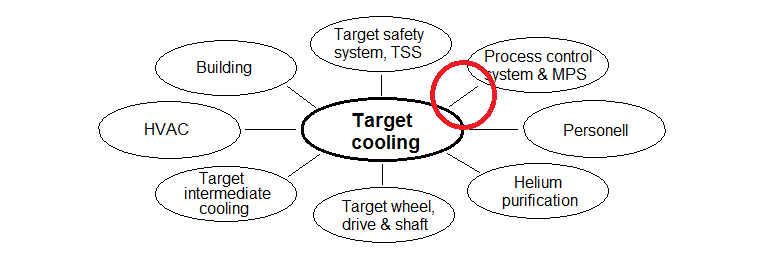 Target safety
system, TSS
Process control
system & MPS
Building
HVAC
Target
cooling
Personell
Target
intermediate
cooling
Target wheel,
drive & shaft
Helium
purification